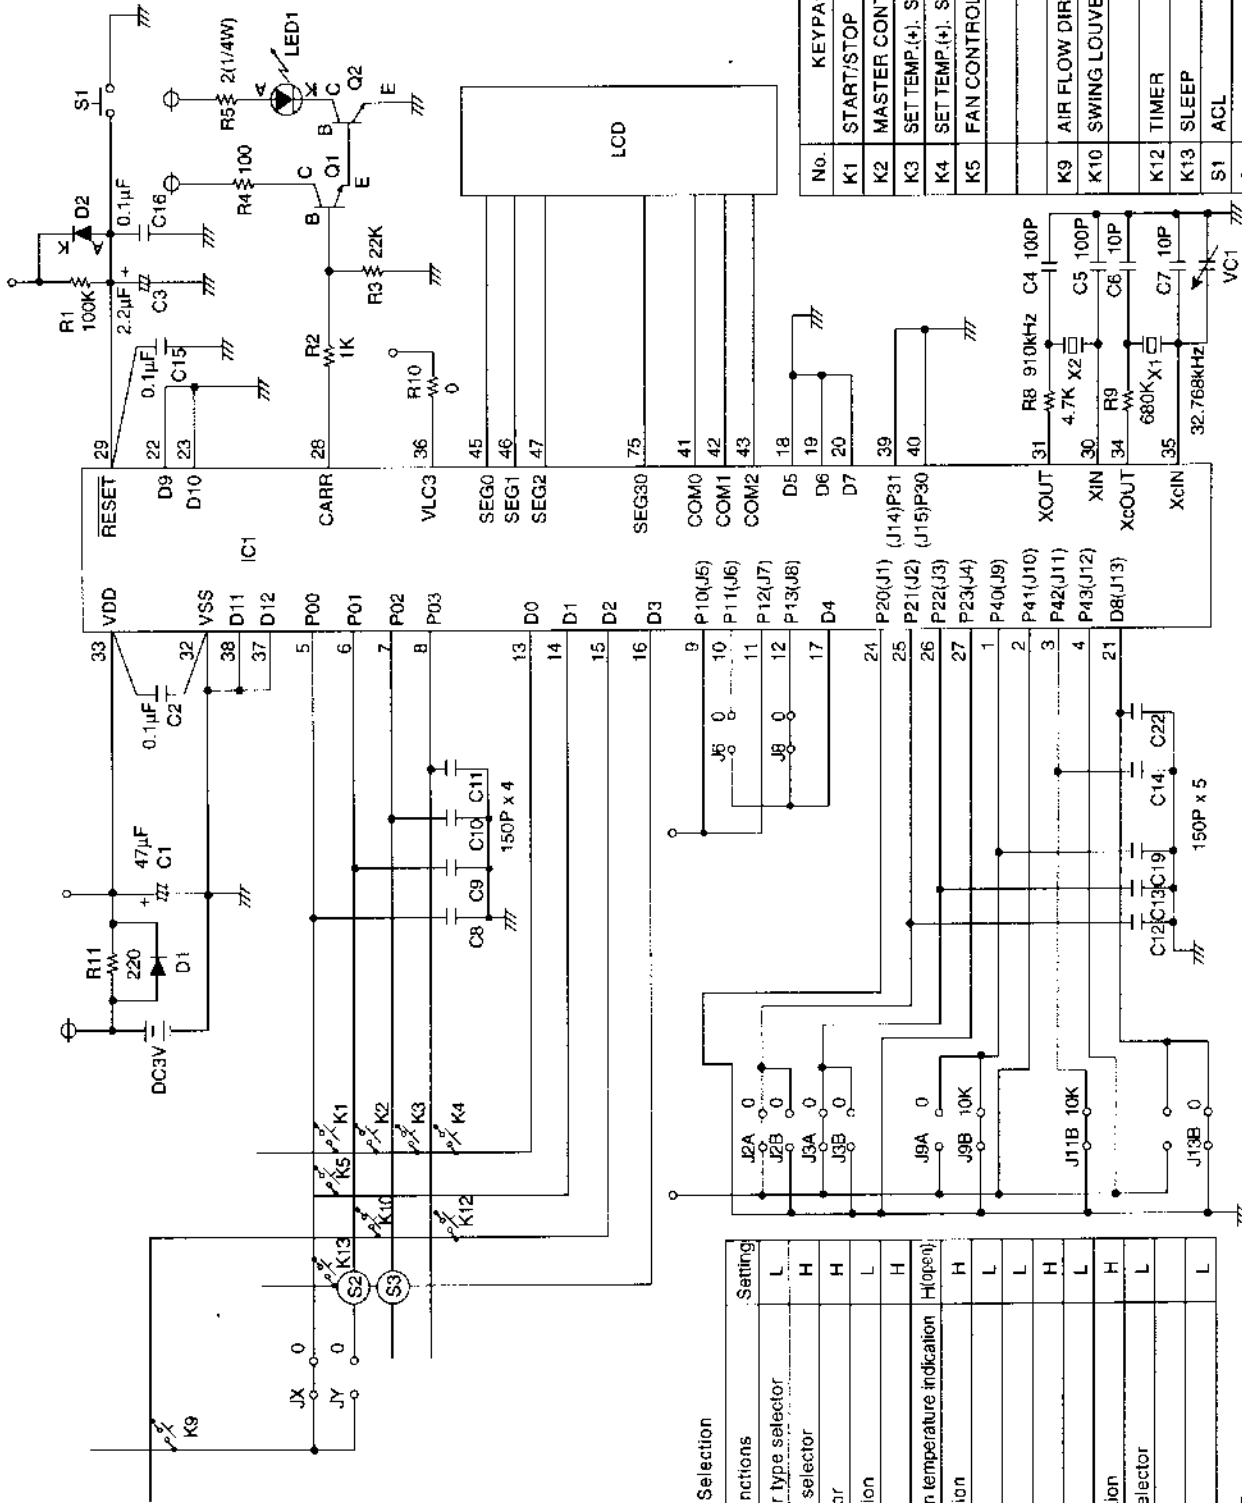 S1
R5 2(1/4W)
LED1
A
K
C
B
Q2
E
R4 100
C
B
Q1
E
D2
K
A
0.1µF
C16
R1
100K
2.2µF
+
C3
R3 22K
R2
1K
0.1µF
C15
R10
0
LCD
No. KEYPA
K1 START/STOP
K2 MASTER CON
K3 SET TEMP.(+). S
K4 SET TEMP.(+). S
K5 FAN CONTROL
K9 AIR FLOW DIR
K10 SWING LOUVE
K12 TIMER
K13 SLEEP
S1 ACL
29
22
23
28
36
45
46
47
75
41
42
43
18
19
20
39
40
31
30
34
35
RESET
D9
D10
CARR
VLC3
SEG0
SEG1
SEG2
SEG30
COM0
COM1
COM2
D5
D6
D7
(J14)P31
(J15)P30
XOUT
XIN
XcOUT
XcIN
R8 910kHz
4.7K X2
R9
680K X1
32.768kHz
C4 100P
C5 100P
C6 10P
C7 10P
VC1
IC1
VDD
VSS
D11
D12
P00
P01
P02
P03
D0
D1
D2
D3
P10(J5)
P11(J6)
P12(J7)
P13(J8)
D4
P20(J1)
P21(J2)
P22(J3)
P23(J4)
P40(J9)
P41(J10)
P42(J11)
P43(J12)
D8(J13)
33
32
38
37
5
6
7
8
13
14
15
16
9
10
11
12
17
24
25
26
27
1
2
3
4
21
0.1µF
C2
47µF
+
C1
R11
220
D1
DC3V
C8
C9
C10
C11
150P x 4
J6 0
J8 0
C12
C13
C19
C14
C22
150P x 5
K1
K2
K3
K4
K5
K10
K12
K13
K9
S2
S3
JX 0
JY 0
J2A 0
J2B 0
J3A 0
J3B 0
J9A 0
J9B 10K
J11B 10K
J13B 0
Selection
nctions Setting
r type selector L
selector H
H
or L
tion H
n temperature indication H(open)
ion H
L
L
H
L
ion H
elector L
L